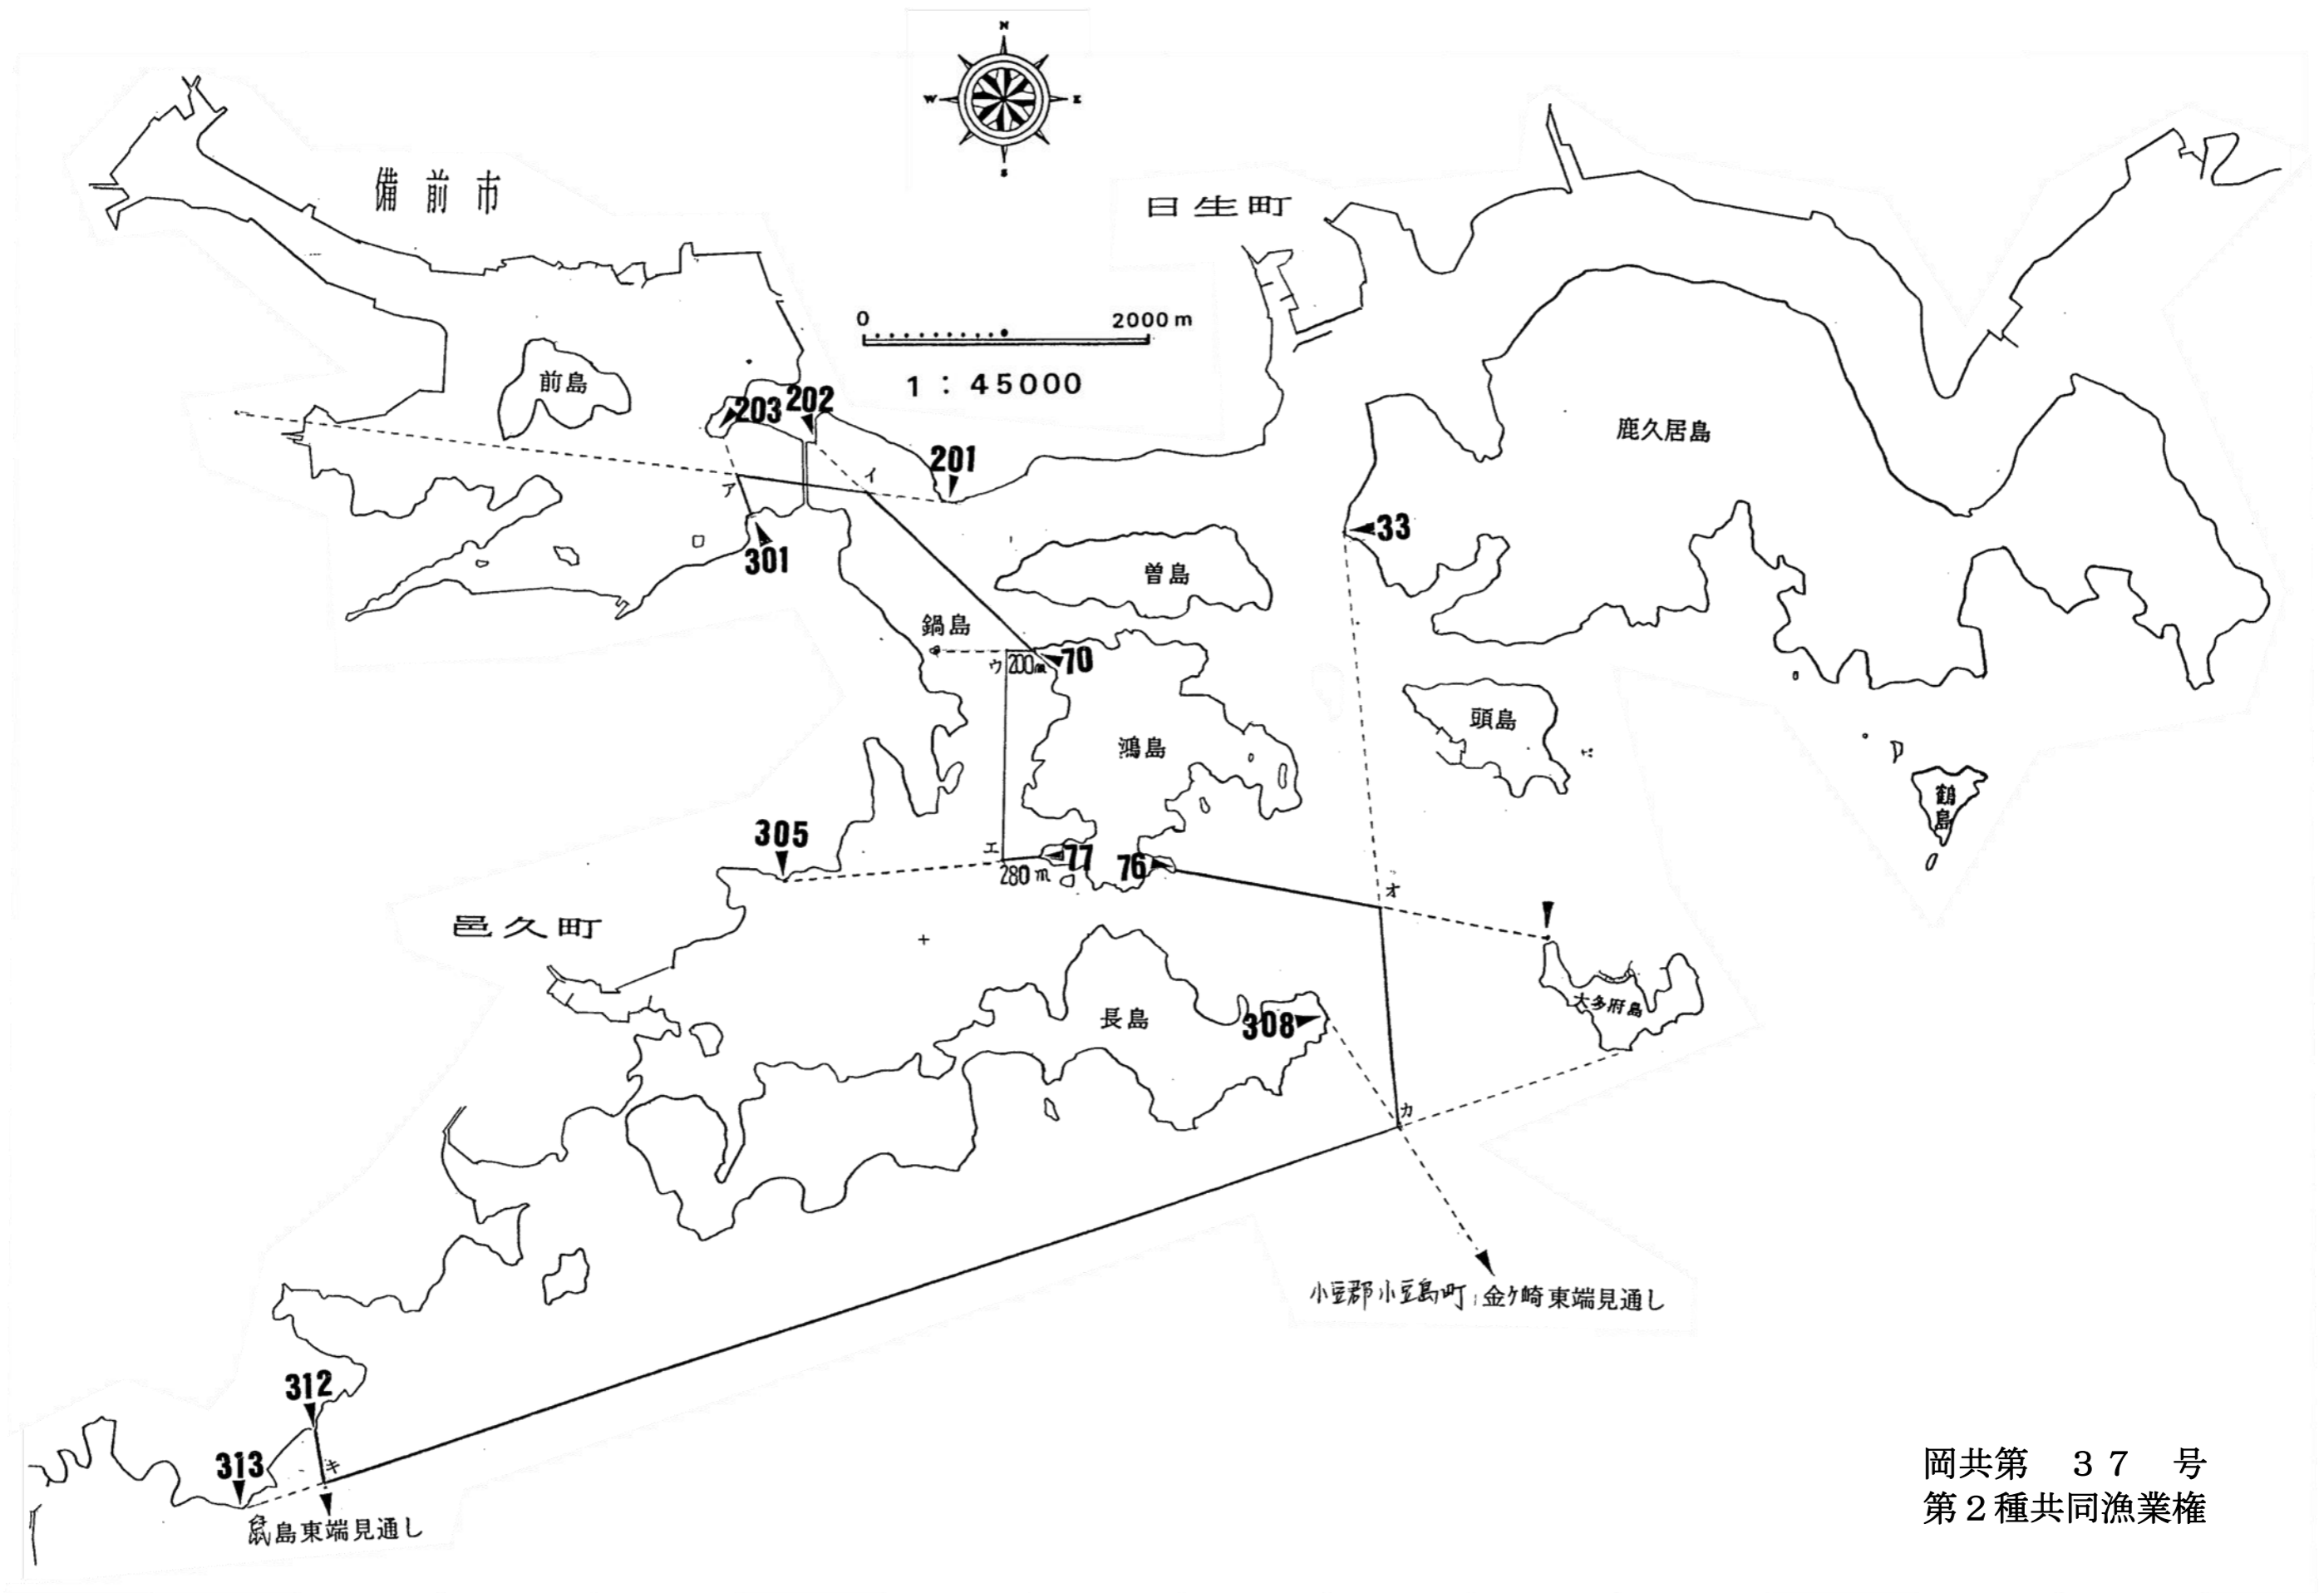 N
W
E
S
備前市
日生町
0
2000m
1:45000
前島
203
202
201
ア
イ
301
33
鹿久居島
曽島
鍋島
ウ
200m
70
頭島
鴻島
鶴島
305
エ
77
280m
76
オ
邑久町
長島
308
大多府島
カ
小豆郡小豆島町,金ケ崎東端見通し
312
313
キ
鼠島東端見通し
岡共第 37 号
第2種共同漁業権